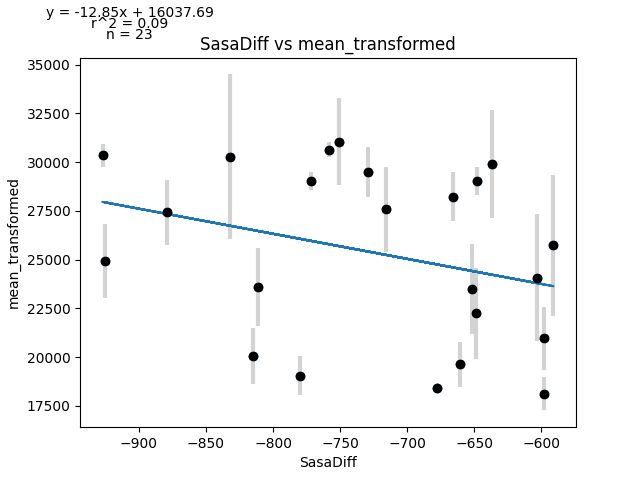 y = -12.85x + 16037.69
r^2 = 0.09
n = 23
SasaDiff vs mean_transformed
35000
32500
30000
27500
25000
22500
20000
17500
mean_transformed
−900 −850 −800 −750 −700 −650 −600
SasaDiff